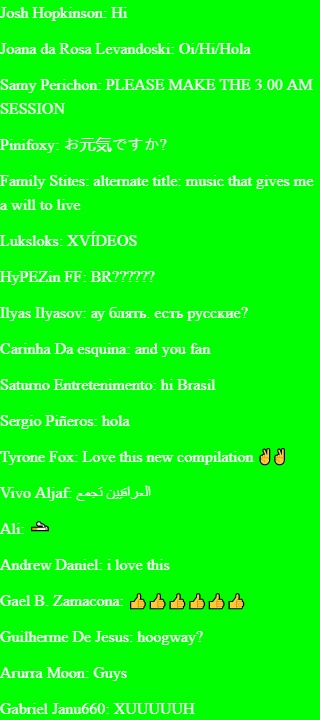 Josh Hopkinson: Hi
Joana da Rosa Levandoski: Oi/Hi/Hola
Samy Perichon: PLEASE MAKE THE 3.00 AM
SESSION
Pinifoxy: お元気ですか?
Family Stites: alternate title: music that gives me
a will to live
Luksloks: XVÍDEOS
HyPEZin FF: BR??????
Ilyas Ilyasov: ау блять. есть русские?
Carinha Da esquina: and you fan
Saturno Entretenimento: hi Brasil
Sergio Piñeros: hola
Tyrone Fox: Love this new compilation ✌✌
Vivo Aljaf: العراقيين تجمع
Ali:
Andrew Daniel: i love this
Gael B. Zamacona: 👍👍👍👍👍👍
Guilherme De Jesus: hoogway?
Arurra Moon: Guys
Gabriel Janu660: XUUUUUH